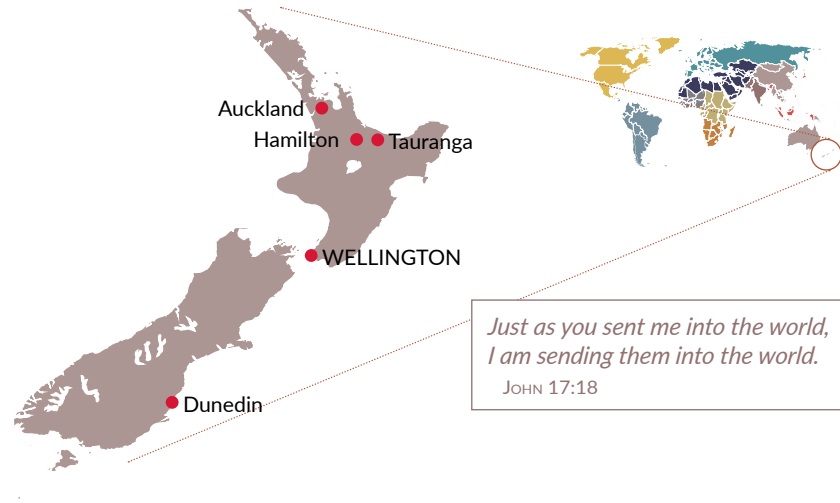 Auckland
Hamilton
Tauranga
WELLINGTON
Just as you sent me into the world,
I am sending them into the world.
John 17:18
Dunedin